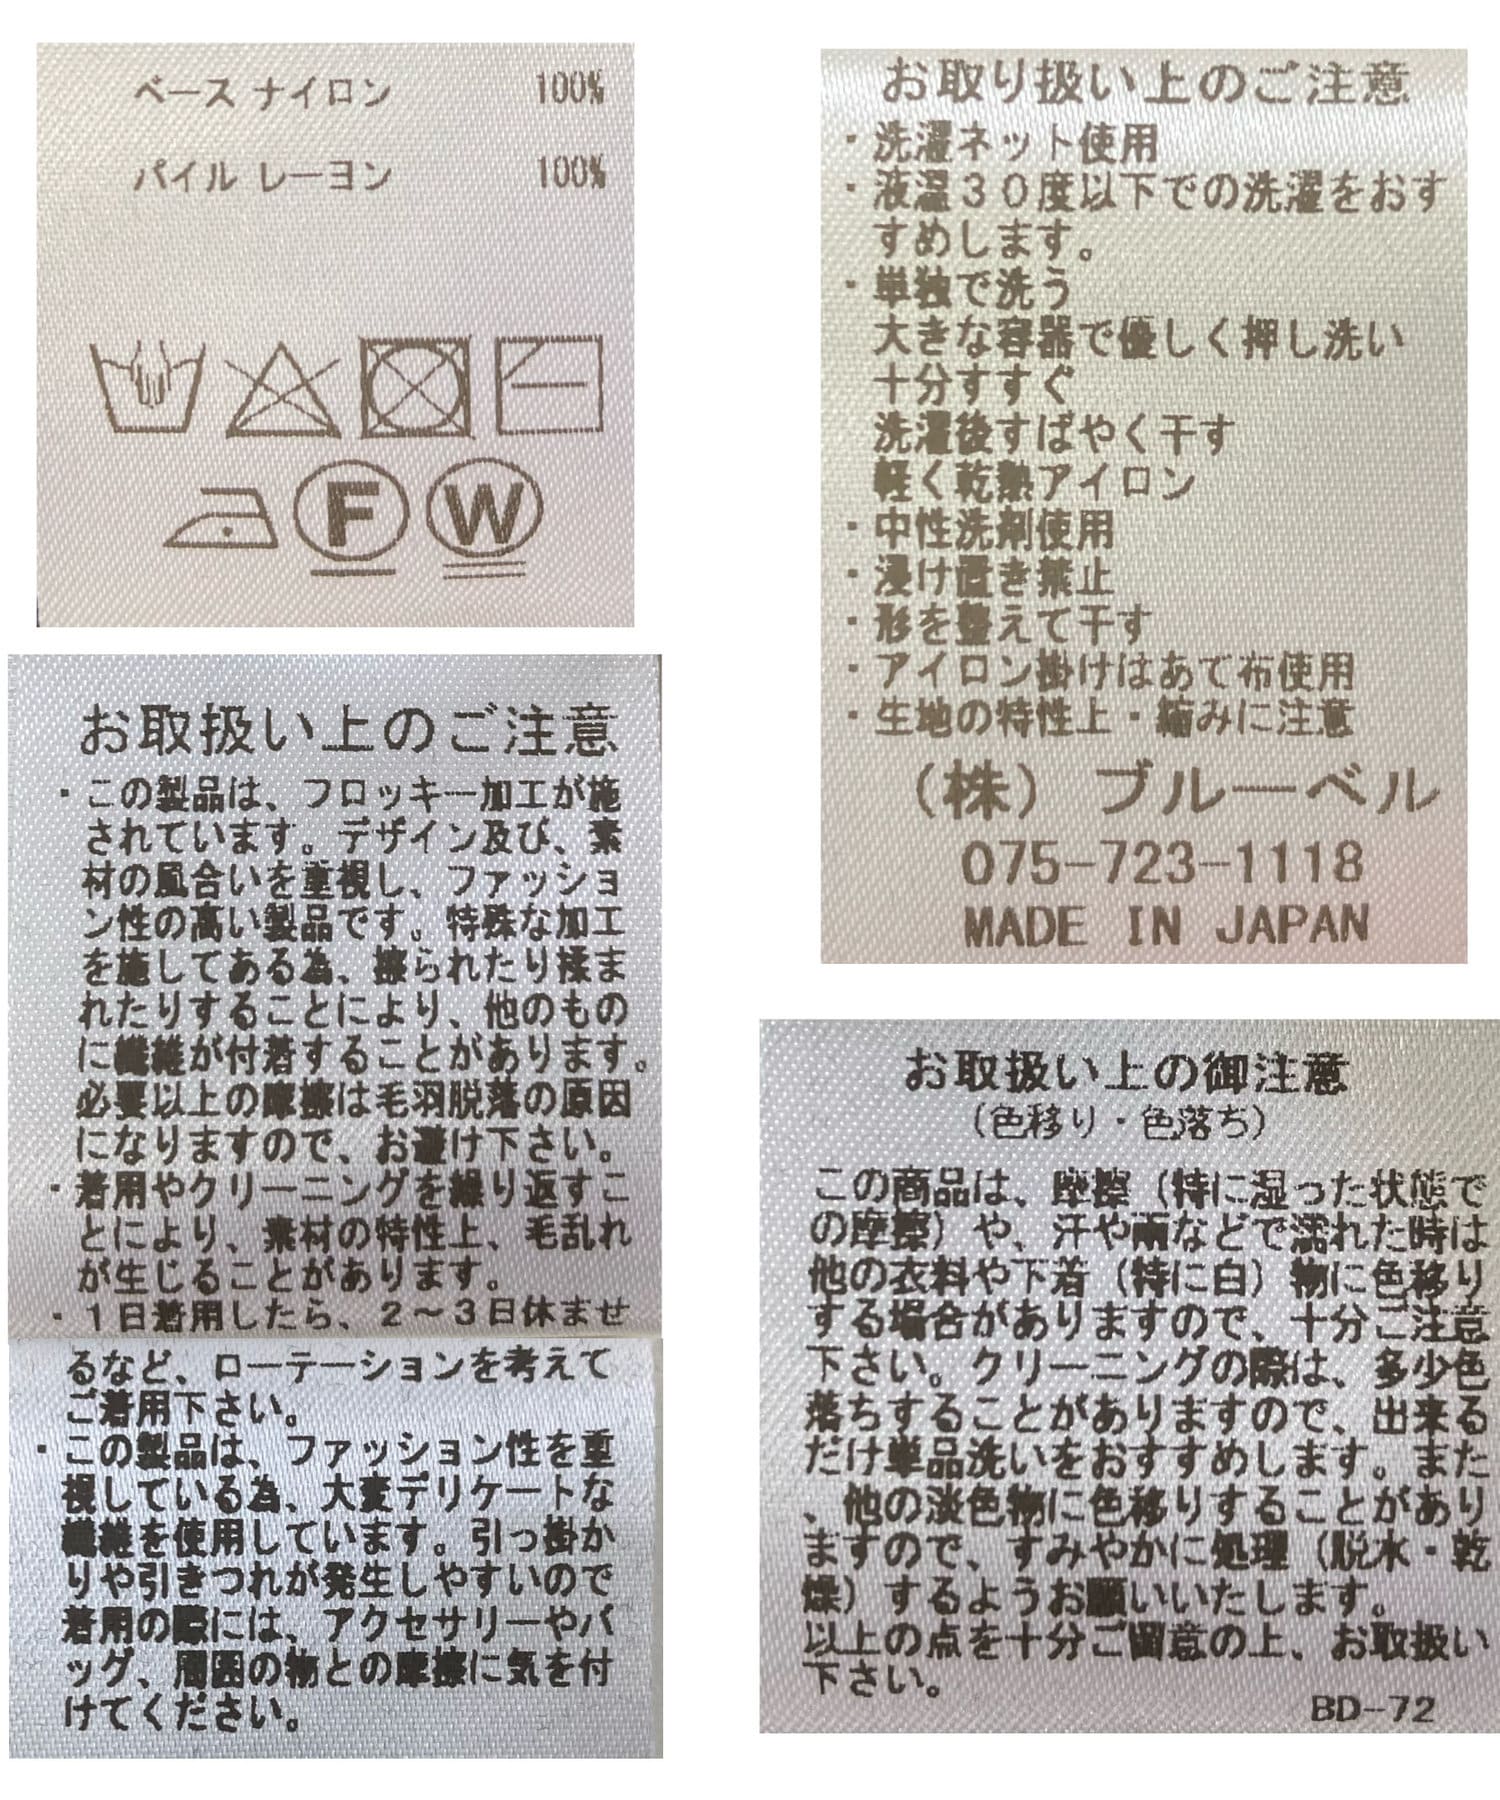 ベース ナイロン 100%
パイル レーヨン 100%
F
W
お取り扱い上のご注意
・洗濯ネット使用
・液温30度以下での洗濯をおす
すめします。
・単独で洗う
大きな容器で優しく押し洗い
十分すすぐ
洗濯後すばやく干す
軽く乾熱アイロン
・中性洗剤使用
・浸け置き禁止
・形を整えて干す
・アイロン掛けはあて布使用
・生地の特性上・縮みに注意
(株) ブルーベル
075-723-1118
MADE IN JAPAN
お取扱い上のご注意
・この製品は、フロッキー加工が施
されています。デザイン及び、素
材の風合いを重視し、ファッショ
ン性の高い製品です。特殊な加工
を施してある為、擦られたり揉ま
れたりすることにより、他のもの
に繊維が付着することがあります。
必要以上の摩擦は毛羽脱落の原因
になりますので、お避け下さい。
・着用やクリーニングを繰り返すこ
とにより、素材の特性上、毛乱れ
が生じることがあります。
・1日着用したら、2～3日休ませ
るなど、ローテーションを考えて
ご着用下さい。
・この製品は、ファッション性を重
視している為、大変デリケートな
繊維を使用しています。引っ掛か
りや引きつれが発生しやすいので
着用の際には、アクセサリーやバ
ッグ、周囲の物との摩擦に気を付
けてください。
お取扱い上の御注意
(色移り・色落ち)
この商品は、摩擦(特に湿った状態で
の摩擦)や、汗や雨などで濡れた時は
他の衣料や下着(特に白)物に色移り
する場合がありますので、十分ご注意
下さい。クリーニングの際は、多少色
落ちすることがありますので、出来る
だけ単品洗いをおすすめします。また
、他の淡色物に色移りすることがあり
ますので、すみやかに処理(脱水・乾
燥)するようお願いいたします。
以上の点を十分ご留意の上、お取扱い
下さい。
BD-72